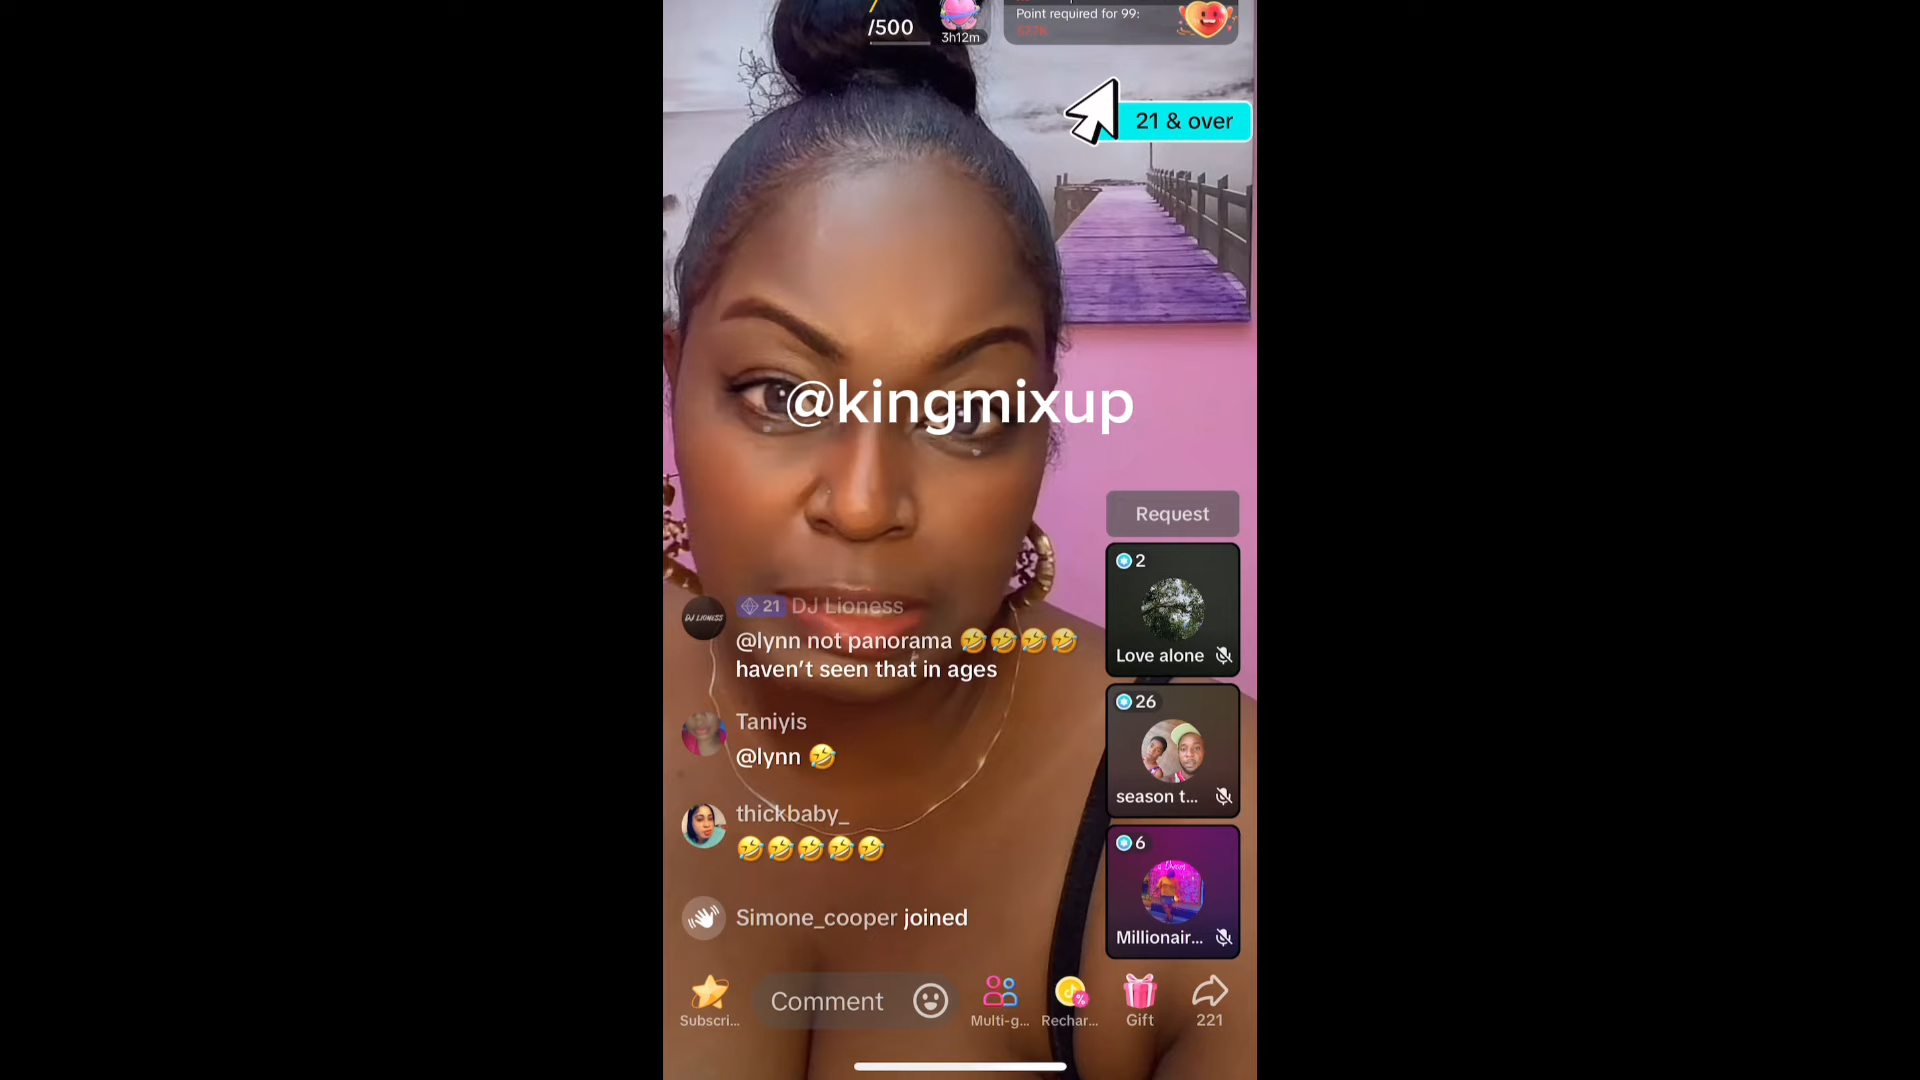 /500
3h12m
Point required for 99:
21 & over
@kingmixup
Request
2
Love alone
26
season t...
6
Millionair...
DJ LIONESS
21 DJ Lioness
@lynn not panorama 🤣🤣🤣🤣
haven't seen that in ages
Taniyis
@lynn 🤣
thickbaby_
🤣🤣🤣🤣🤣
Simone_cooper joined
Subscri...
Comment
Multi-g...
Rechar...
Gift
221